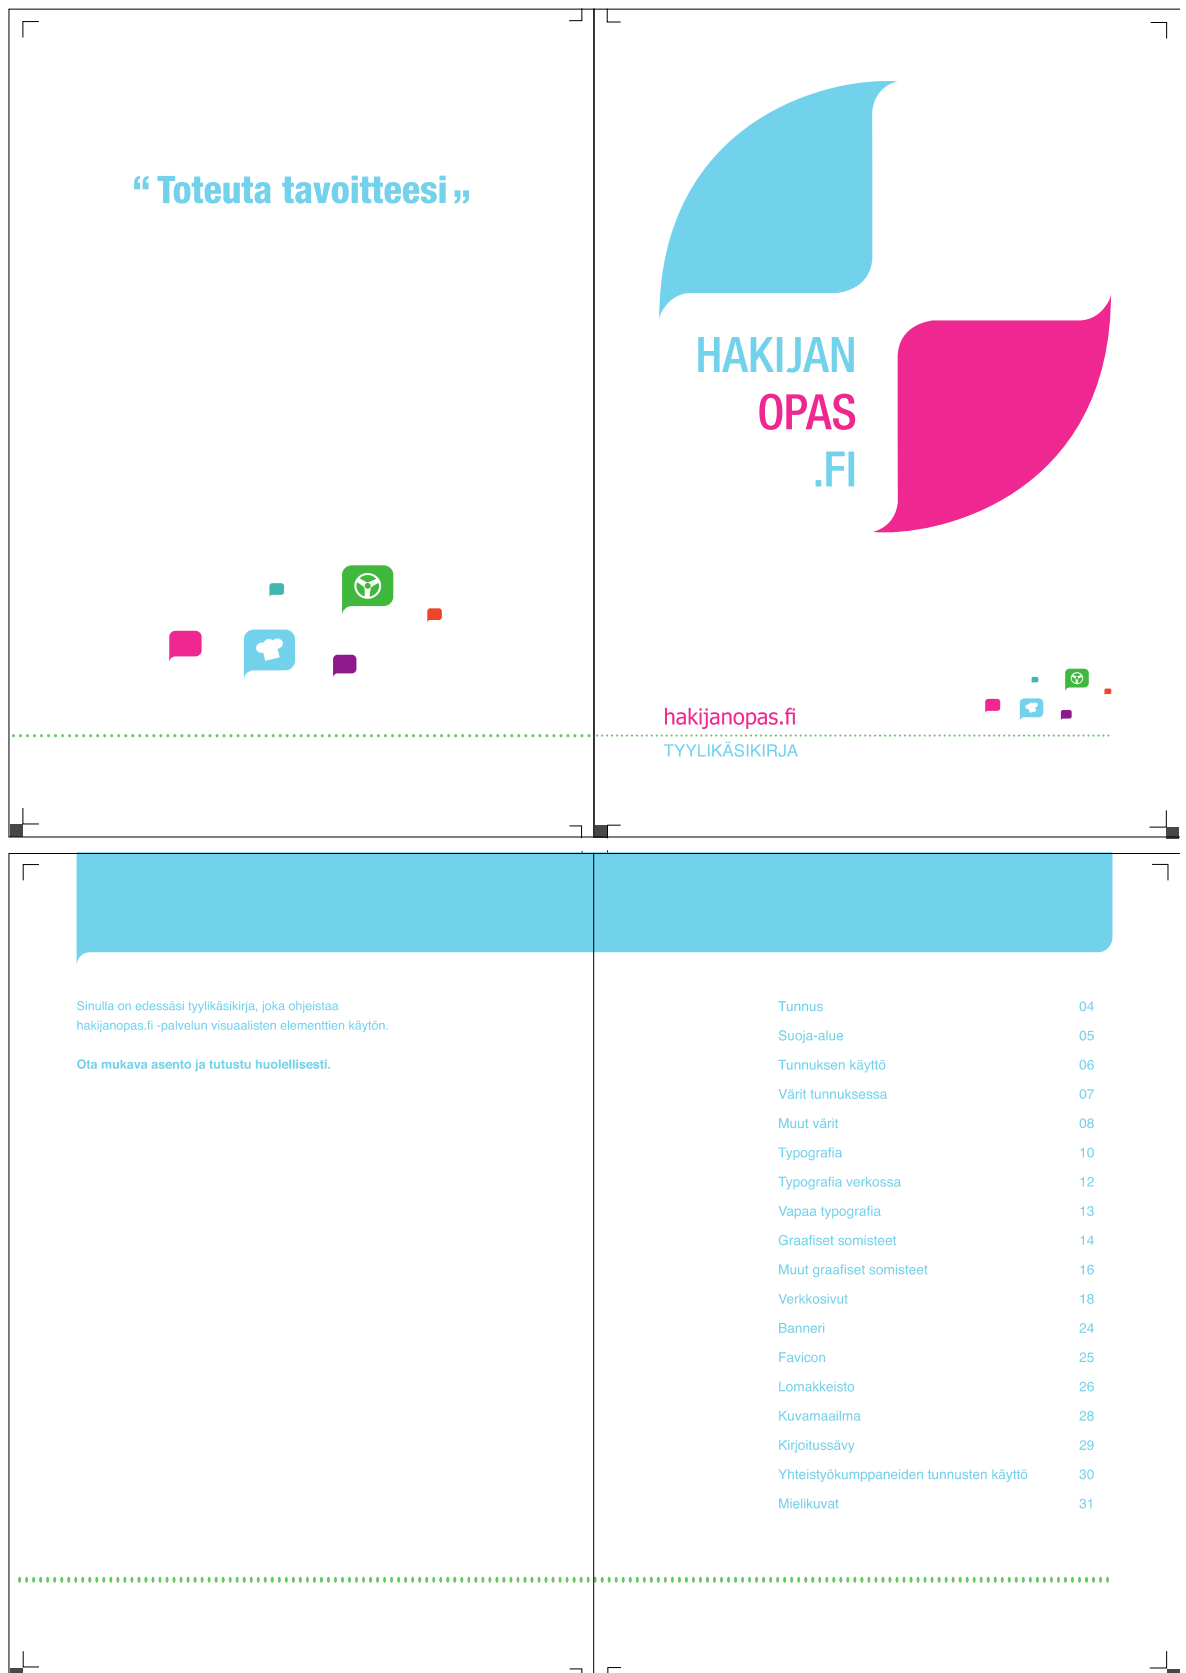 “ Toteuta tavoitteesi „
HAKIJAN
OPAS
.FI
hakijanopas.fi
TYYLIKÄSIKIRJA
Sinulla on edessäsi tyylikäsikirja, joka ohjeistaa
hakijanopas.fi -palvelun visuaalisten elementtien käytön.
Ota mukava asento ja tutustu huolellisesti.
Tunnus 04
Suoja-alue 05
Tunnuksen käyttö 06
Värit tunnuksessa 07
Muut värit 08
Typografia 10
Typografia verkossa 12
Vapaa typografia 13
Graafiset somisteet 14
Muut graafiset somisteet 16
Verkkosivut 18
Banneri 24
Favicon 25
Lomakkeisto 26
Kuvamaailma 28
Kirjoitussävy 29
Yhteistyökumppaneiden tunnusten käyttö 30
Mielikuvat 31